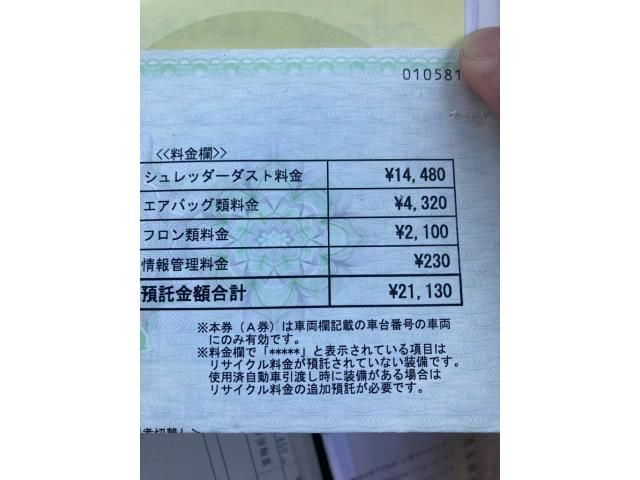 010581
<<料金欄>>
シュレッダーダスト料金 ¥14,480
エアバッグ類料金 ¥4,320
フロン類料金 ¥2,100
情報管理料金 ¥230
預託金額合計 ¥21,130
※本券（A券）は車両欄記載の車台番号の車両
にのみ有効です。
※料金欄で「*****」と表示されている項目は
リサイクル料金が預託されていない装備です。
使用済自動車引渡し時に装備がある場合は
リサイクル料金の追加預託が必要です。